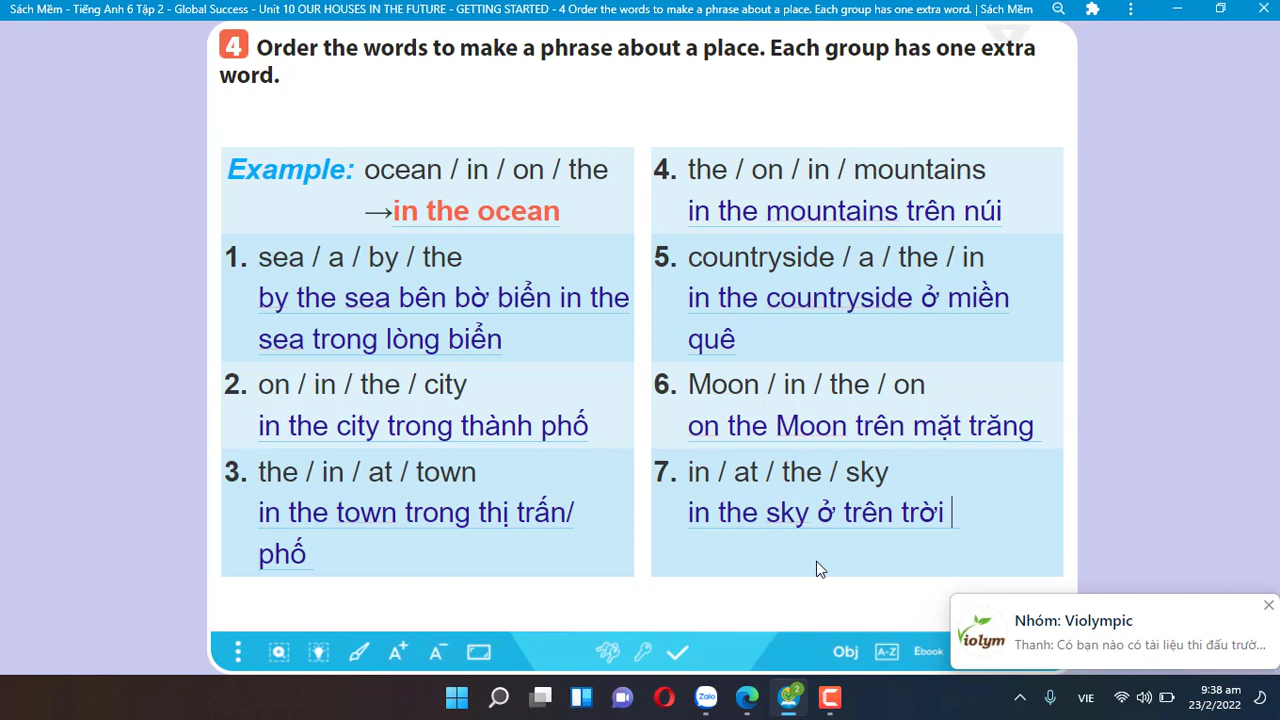 Sách Mềm - Tiếng Anh 6 Tập 2 - Global Success - Unit 10 OUR HOUSES IN THE FUTURE - GETTING STARTED - 4 Order the words to make a phrase about a place. Each group has one extra word. | Sách Mềm
4 Order the words to make a phrase about a place. Each group has one extra
word.
Example: ocean / in / on / the
→in the ocean
1. sea / a / by / the
by the sea bên bờ biển in the
sea trong lòng biển
2. on / in / the / city
in the city trong thành phố
3. the / in / at / town
in the town trong thị trấn/
phố
4. the / on / in / mountains
in the mountains trên núi
5. countryside / a / the / in
in the countryside ở miền
quê
6. Moon / in / the / on
on the Moon trên mặt trăng
7. in / at / the / sky
in the sky ở trên trời
Nhóm: Violympic
Thanh: Có bạn nào có tài liệu thi đấu trườ...
Violym
A+ A- Obj A-Z Ebook
Zalo
2
VIE
9:38 am
23/2/2022